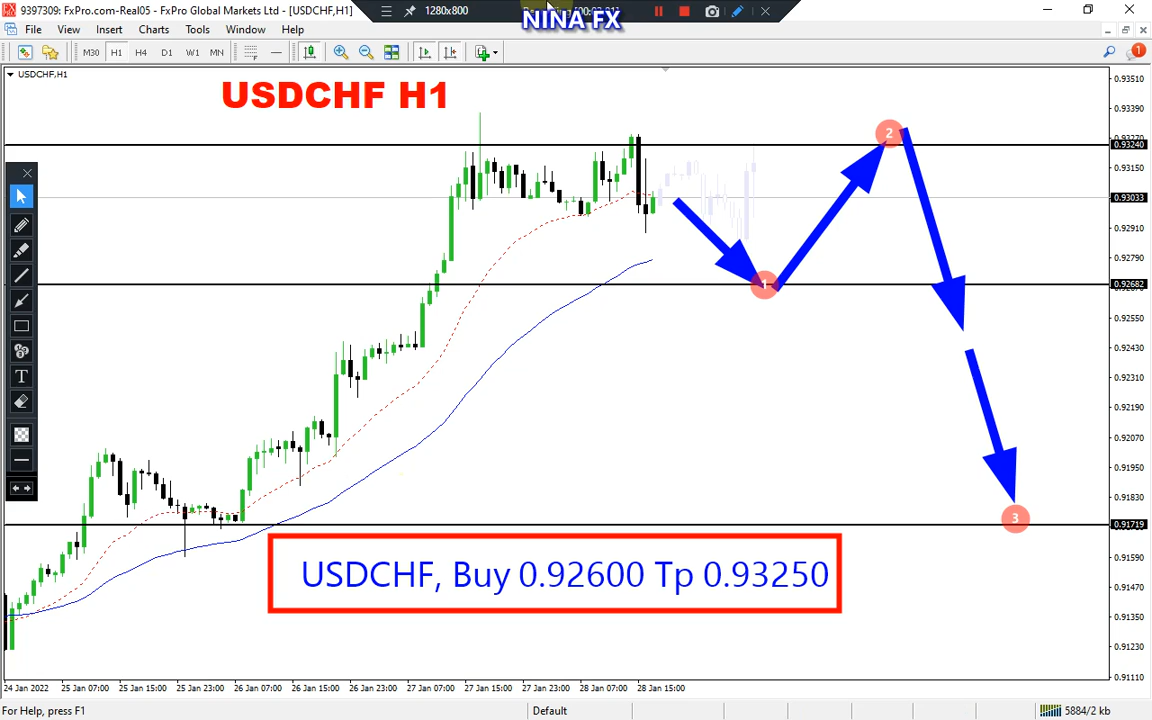 9397309: FxPro.com-Real05 - FxPro Global Markets Ltd - [USDCHF,H1]
1280x800
NINA FX
File View Insert Charts Tools Window Help
M30 H1 H4 D1 W1 MN
1
USDCHF,H1
USDCHF H1
0.93510
0.93390
0.93270
0.93240
0.93150
0.93033
0.92910
0.92790
0.92682
0.92550
0.92430
0.92310
0.92190
0.92070
0.91950
0.91830
0.91719
0.91590
0.91470
0.91350
0.91230
0.91110
2
1
3
T
USDCHF, Buy 0.92600 Tp 0.93250
24 Jan 2022 25 Jan 07:00 25 Jan 15:00 25 Jan 23:00 26 Jan 07:00 26 Jan 15:00 26 Jan 23:00 27 Jan 07:00 27 Jan 15:00 27 Jan 23:00 28 Jan 07:00 28 Jan 15:00
For Help, press F1
Default
5884/2 kb